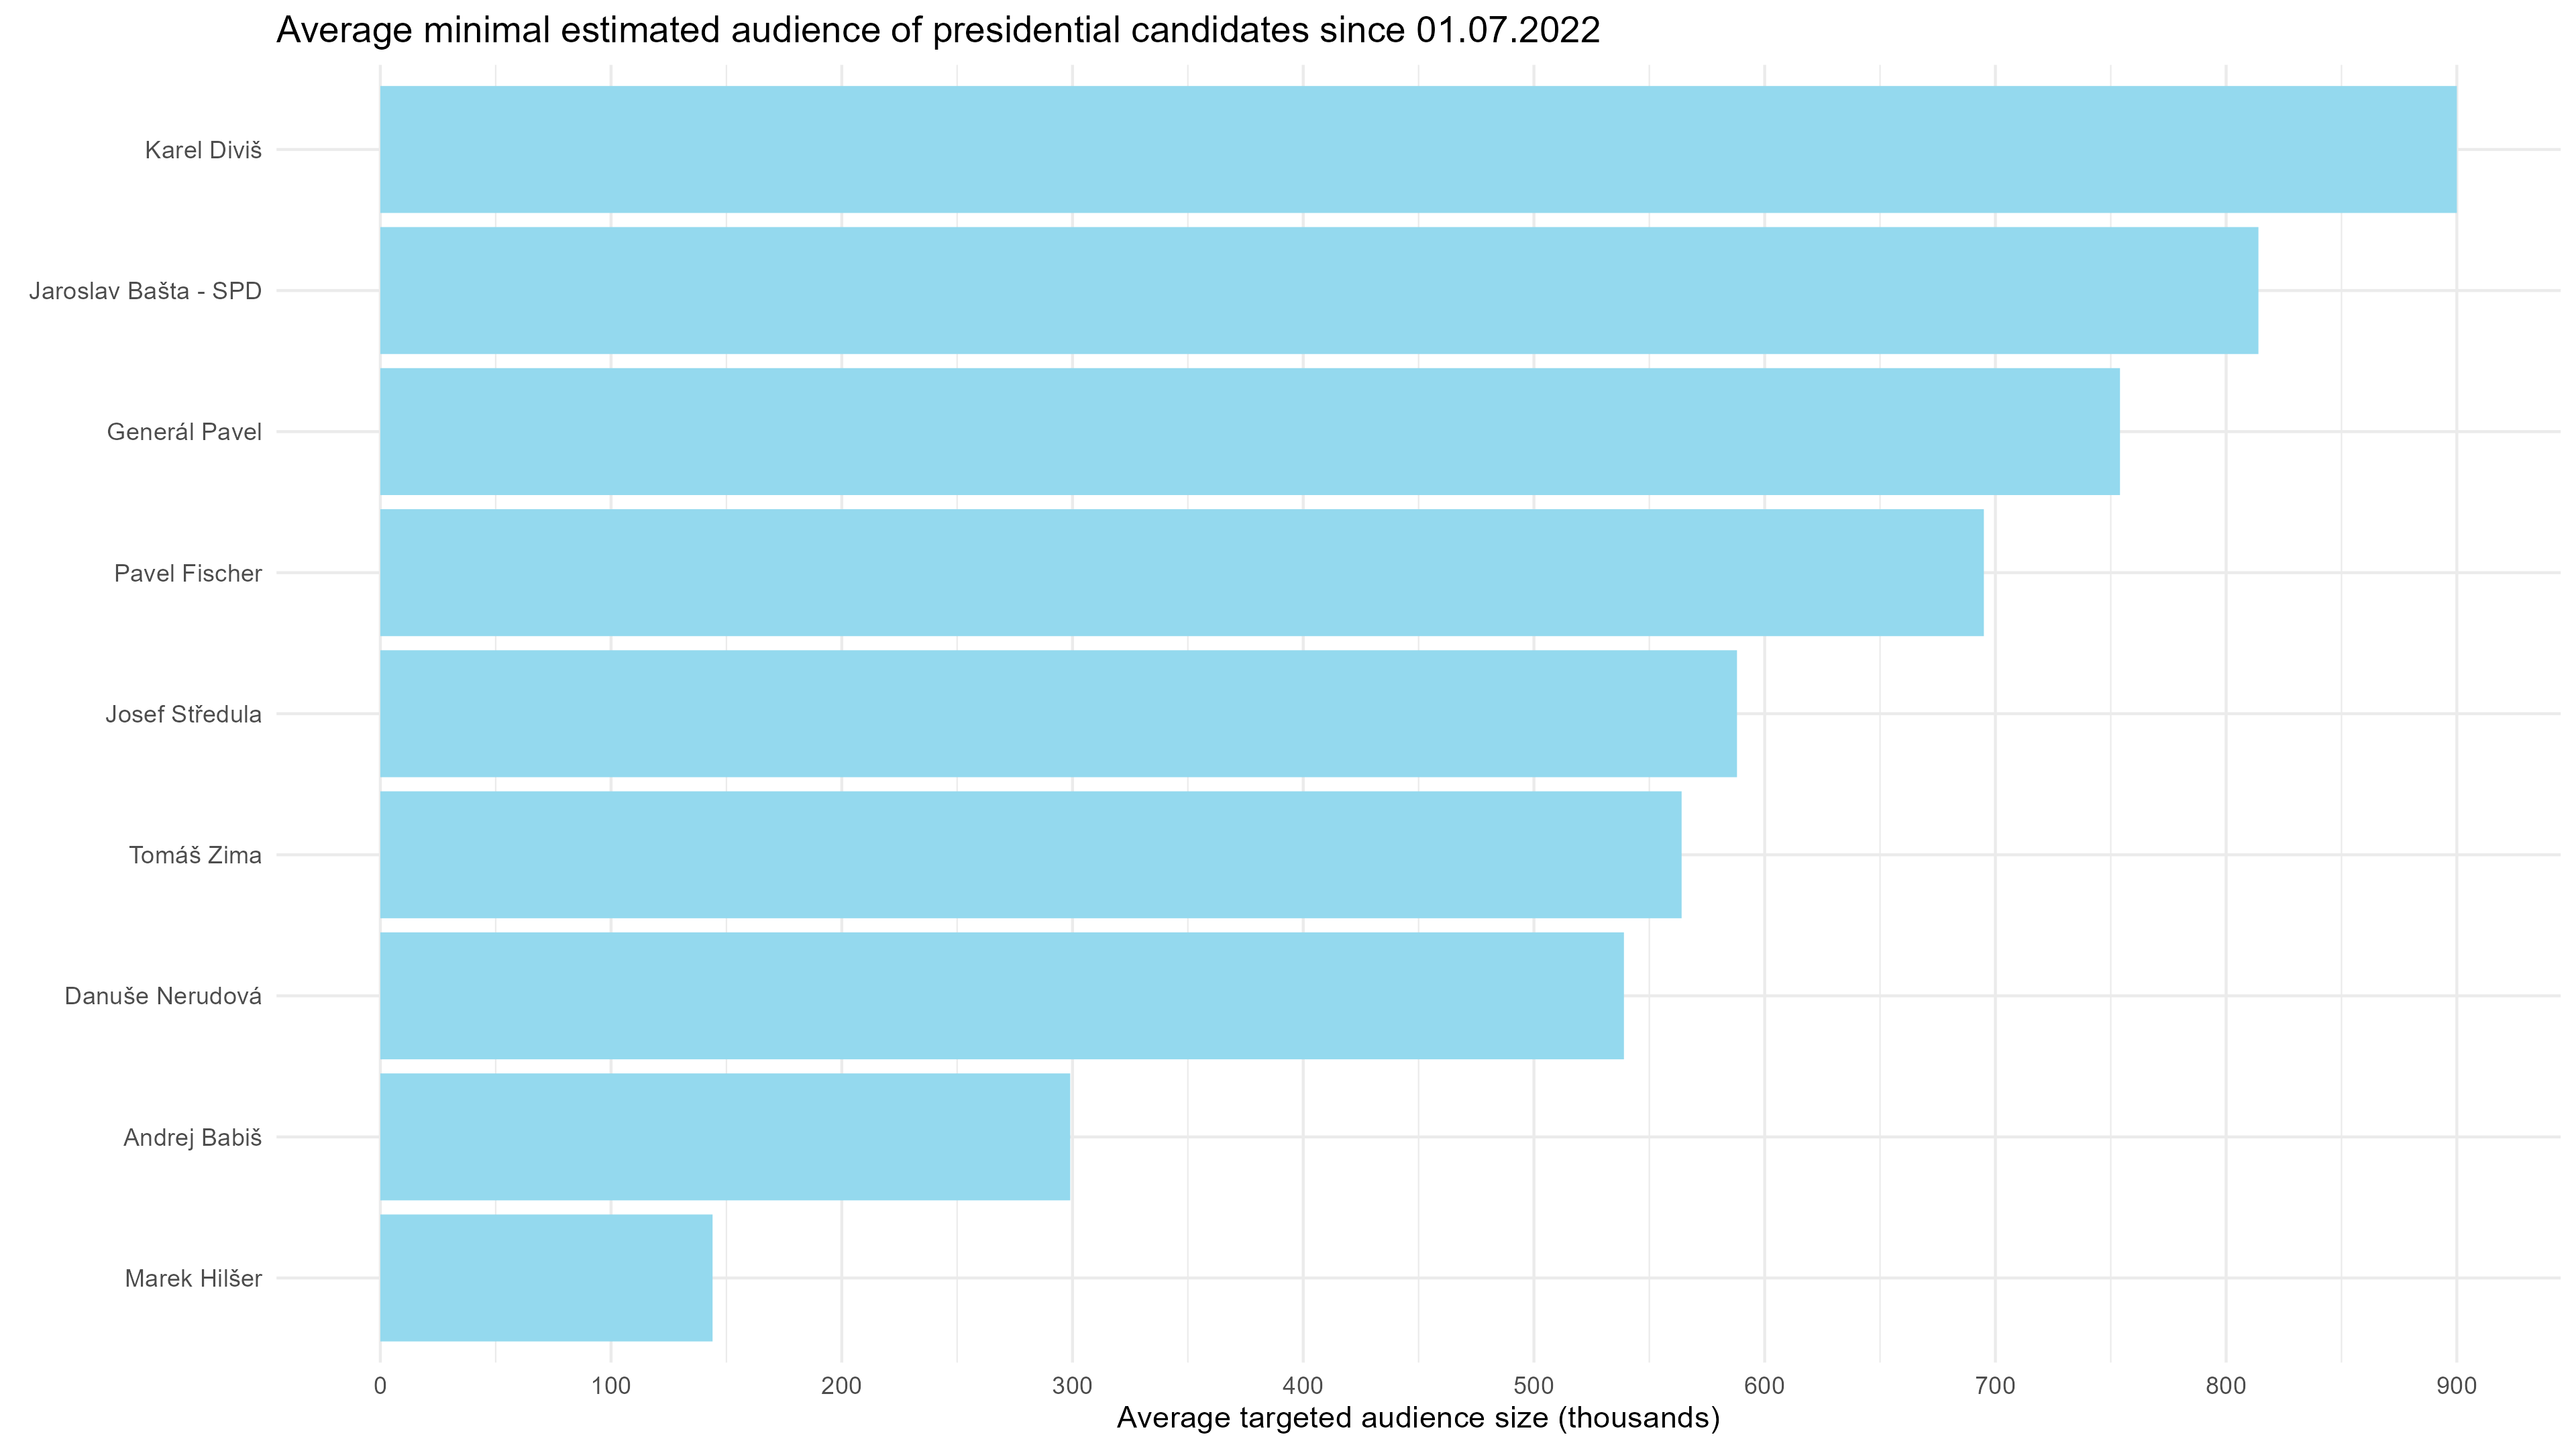 Average minimal estimated audience of presidential candidates since 01.07.2022
Karel Diviš
Jaroslav Bašta - SPD
Generál Pavel
Pavel Fischer
Josef Středula
Tomáš Zima
Danuše Nerudová
Andrej Babiš
Marek Hilšer
0 100 200 300 400 500 600 700 800 900
Average targeted audience size (thousands)